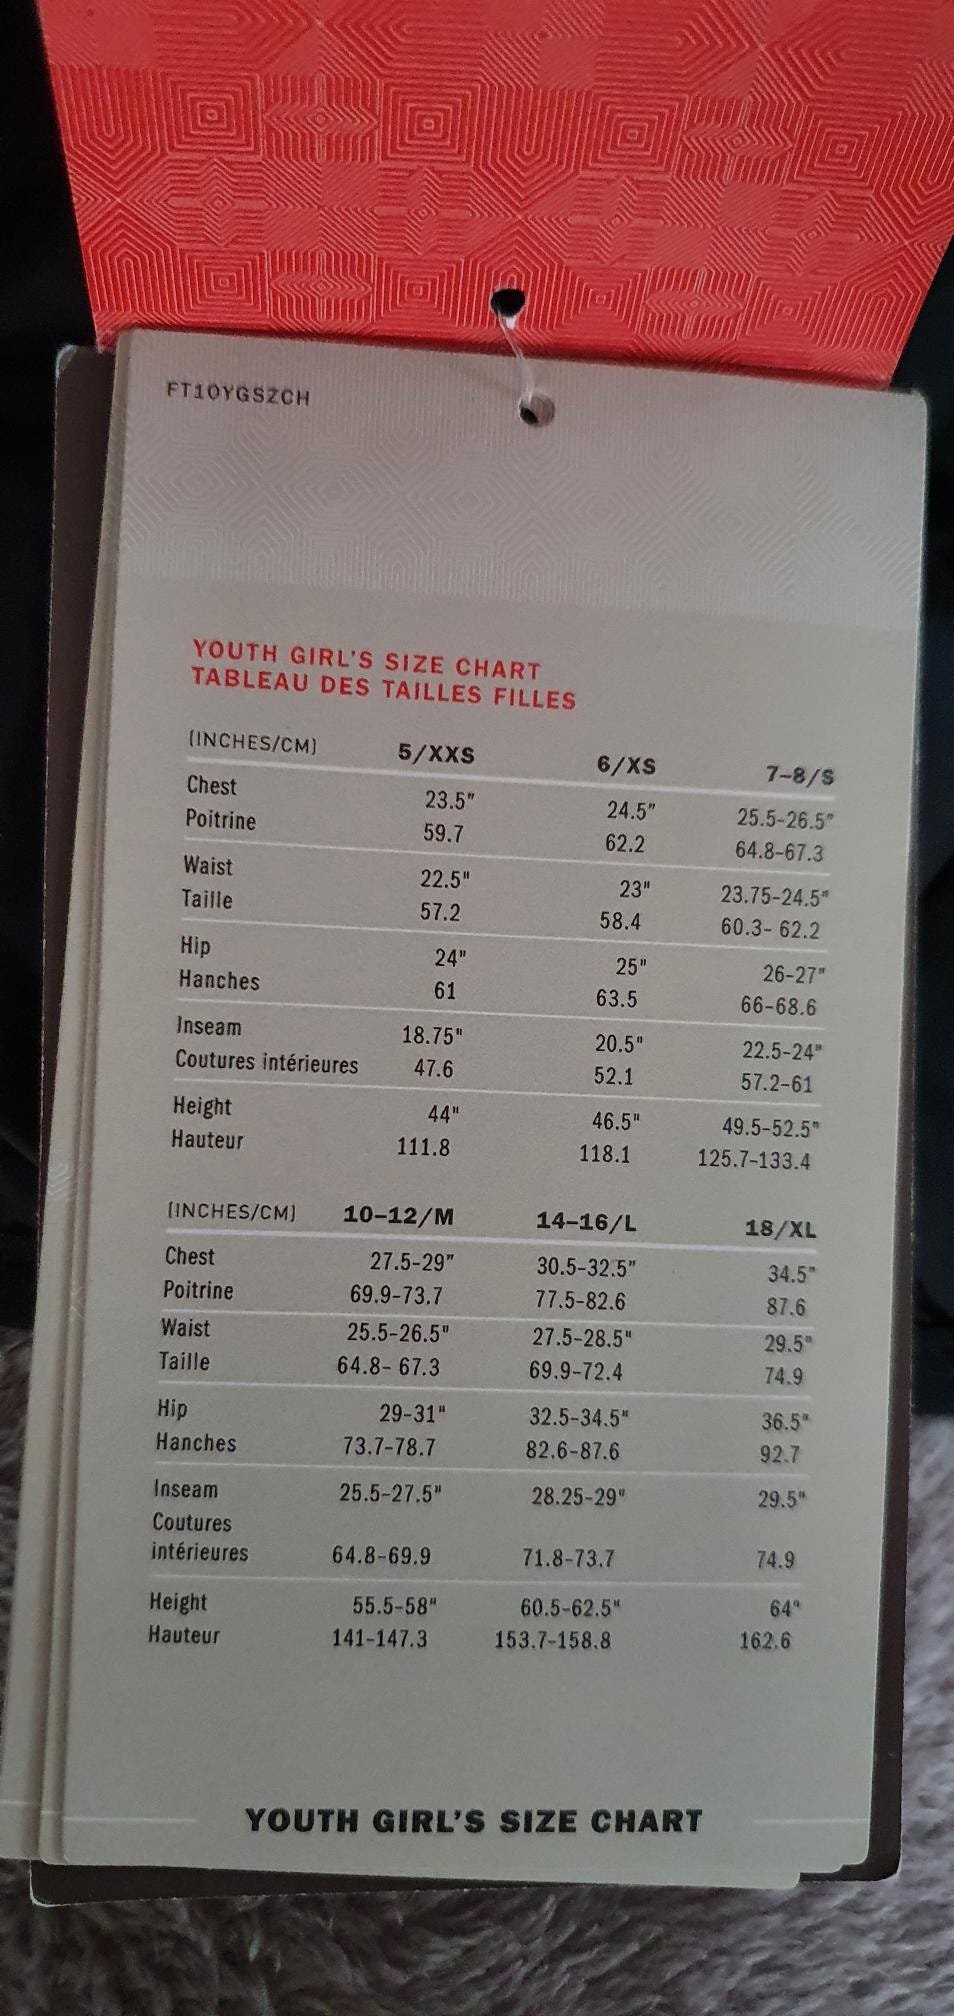 FT10YGSZCH
YOUTH GIRL'S SIZE CHART
TABLEAU DES TAILLES FILLES
(INCHES/CM) 5/XXS 6/XS 7-8/S
Chest 23.5" 24.5" 25.5-26.5"
Poitrine 59.7 62.2 64.8-67.3
Waist 22.5" 23" 23.75-24.5"
Taille 57.2 58.4 60.3- 62.2
Hip 24" 25" 26-27"
Hanches 61 63.5 66-68.6
Inseam 18.75" 20.5" 22.5-24"
Coutures intérieures 47.6 52.1 57.2-61
Height 44" 46.5" 49.5-52.5"
Hauteur 111.8 118.1 125.7-133.4
(INCHES/CM) 10-12/M 14-16/L 18/XL
Chest 27.5-29" 30.5-32.5" 34.5"
Poitrine 69.9-73.7 77.5-82.6 87.6
Waist 25.5-26.5" 27.5-28.5" 29.5"
Taille 64.8- 67.3 69.9-72.4 74.9
Hip 29-31" 32.5-34.5" 36.5"
Hanches 73.7-78.7 82.6-87.6 92.7
Inseam 25.5-27.5" 28.25-29" 29.5"
Coutures
intérieures 64.8-69.9 71.8-73.7 74.9
Height 55.5-58" 60.5-62.5" 64"
Hauteur 141-147.3 153.7-158.8 162.6
YOUTH GIRL'S SIZE CHART